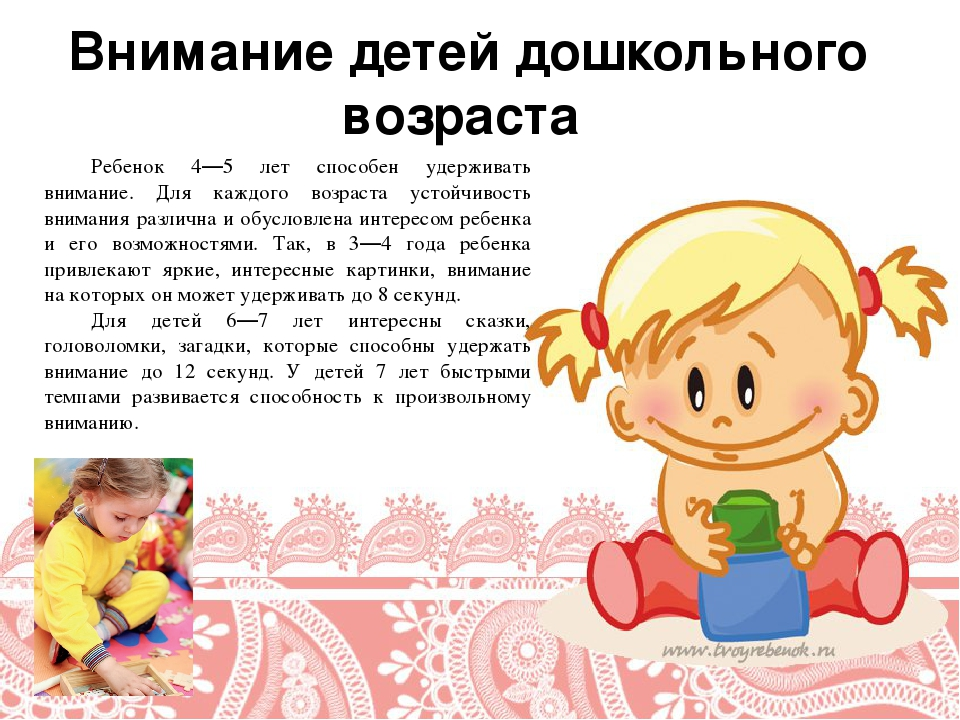 Внимание детей дошкольного
возраста
Ребенок 4—5 лет способен удерживать
внимание. Для каждого возраста устойчивость
внимания различна и обусловлена интересом ребенка
и его возможностями. Так, в 3—4 года ребенка
привлекают яркие, интересные картинки, внимание
на которых он может удерживать до 8 секунд.
Для детей 6—7 лет интересны сказки,
головоломки, загадки, которые способны удержать
внимание до 12 секунд. У детей 7 лет быстрыми
темпами развивается способность к произвольному
вниманию.
www.tvoyrebenok.ru